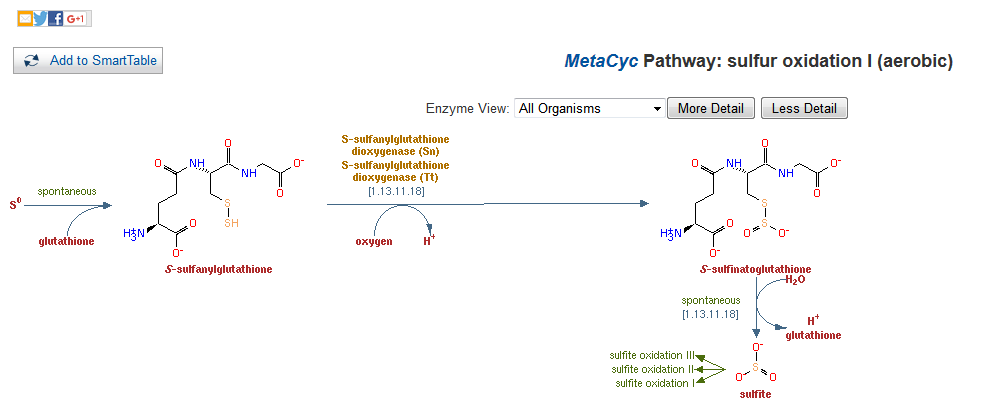 G+1
Add to SmartTable
MetaCyc Pathway: sulfur oxidation I (aerobic)
Enzyme View: All Organisms More Detail Less Detail
S-sulfanylglutathione
dioxygenase (Sn)
S-sulfanylglutathione
dioxygenase (Tt)
[1.13.11.18]
S0
spontaneous
glutathione
O NH O NH O O-
S
SH
H3N+ O O-
S-sulfanylglutathione
oxygen H+
O NH O NH O O-
S
O S O-
H3N+ O O-
S-sulfinatoglutathione
H2O
spontaneous
[1.13.11.18]
H+
glutathione
sulfite oxidation III
sulfite oxidation II
sulfite oxidation I
O-
S
O- O
sulfite